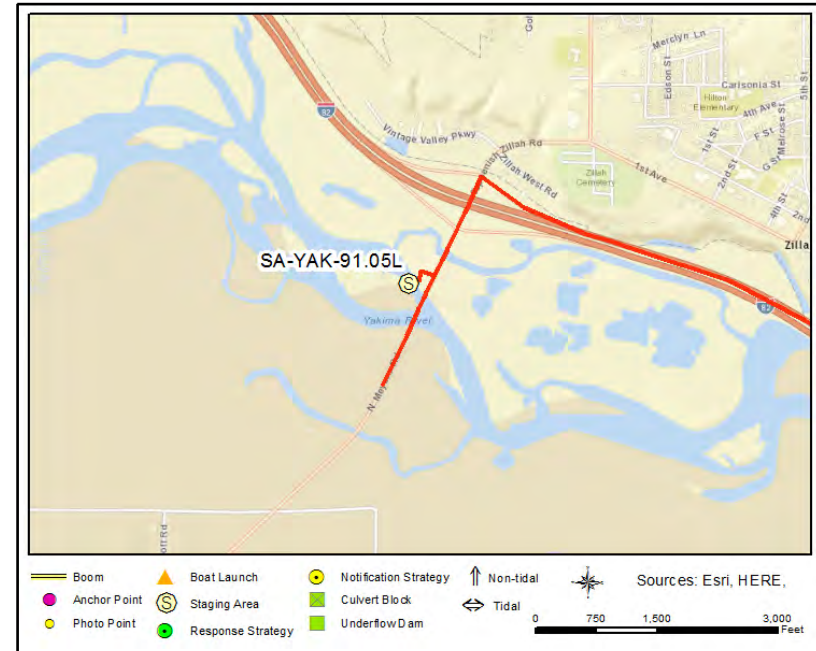 Merclyn Ln
Edson St
Carlsonia St
5th St
Hilton
Elementary
4th Ave
F St
Melrose St
1st St
G St
2nd St
4th St
2nd
82
Vintage Valley Pkwy
Zillah Rd
Zillah West Rd
1st Ave
Zillah
Cemetery
Zilla
SA-YAK-91.05L
S
Yakima River
82
N Me
Boom
Boat Launch
Notification Strategy
Non-tidal
Sources: Esri, HERE,
Anchor Point
S
Staging Area
Culvert Block
Tidal
Photo Point
Response Strategy
Underflow Dam
0 750 1,500 3,000
Feet